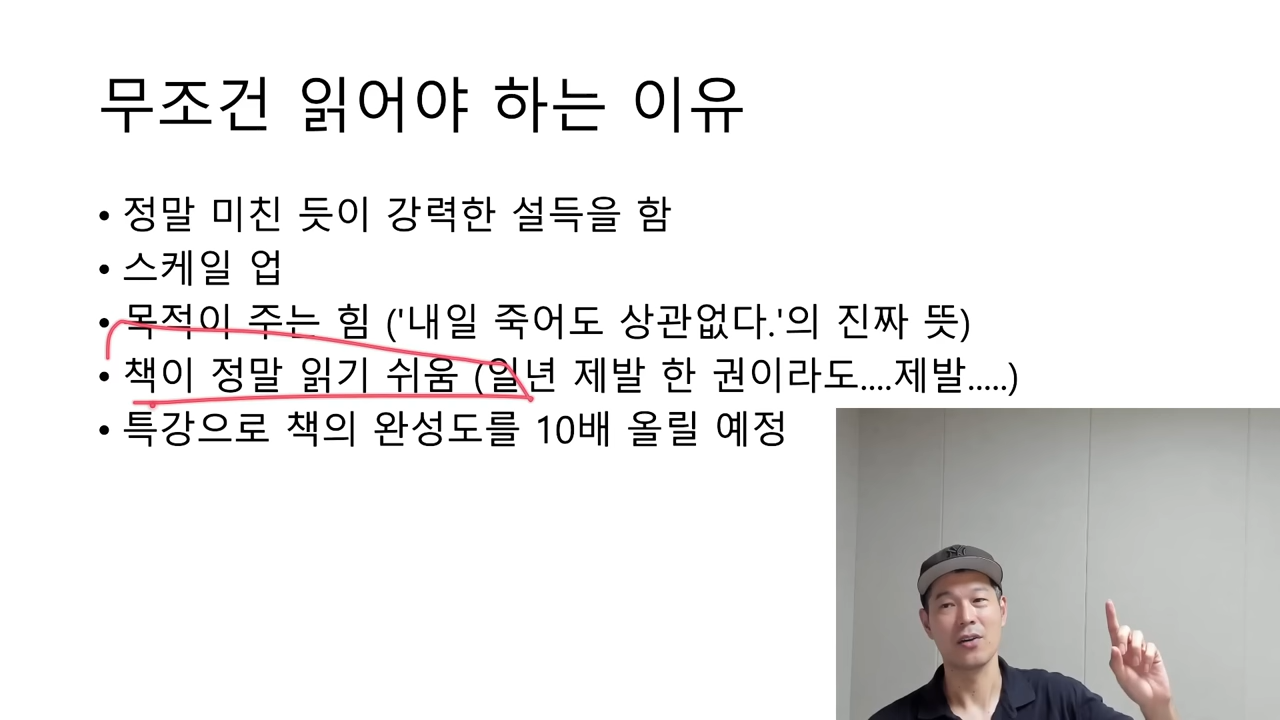 무조건 읽어야 하는 이유
• 정말 미친 듯이 강력한 설득을 함
• 스케일 업
• 목적이 주는 힘 ('내일 죽어도 상관없다.'의 진짜 뜻)
• 책이 정말 읽기 쉬움 (일년 제발 한 권이라도....제발.....)
• 특강으로 책의 완성도를 10배 올릴 예정
NY